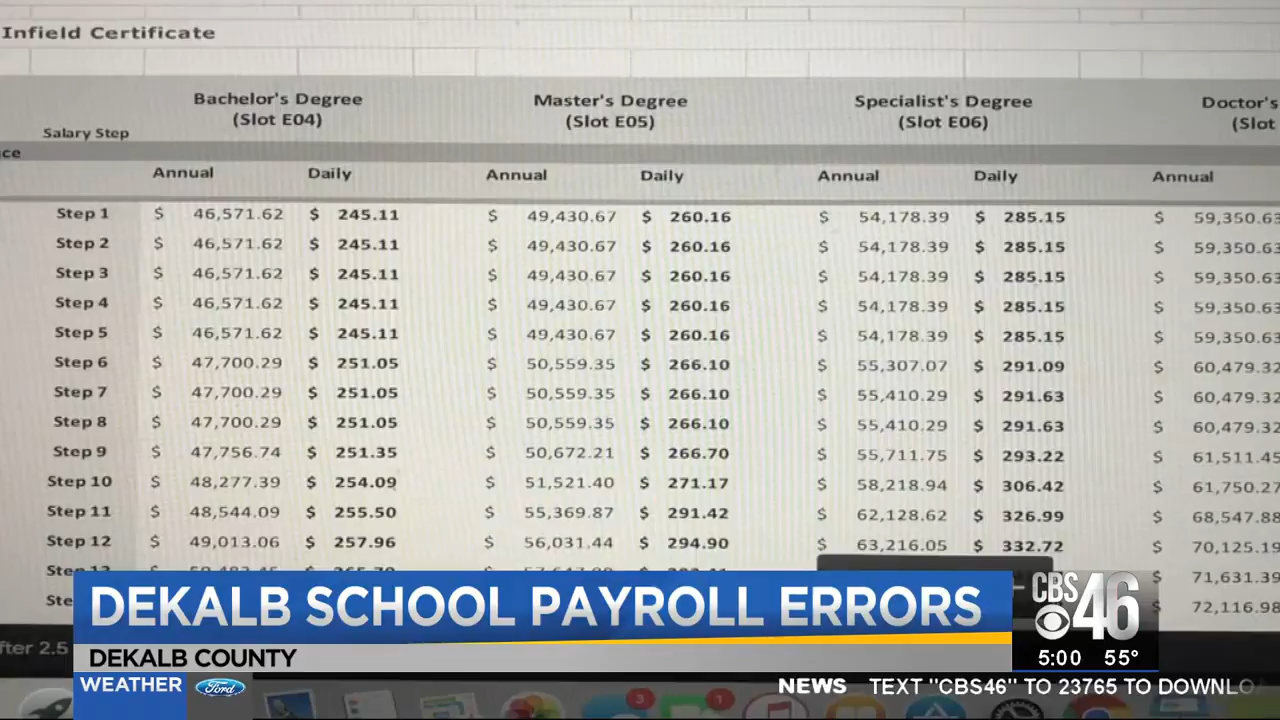 Infield Certificate
Bachelor's Degree Master's Degree Specialist's Degree Doctor's
(Slot E04) (Slot E05) (Slot E06) (Slot
Salary Step
ce
Annual Daily Annual Daily Annual Daily Annual
Step 1 $ 46,571.62 $ 245.11 $ 49,430.67 $ 260.16 $ 54,178.39 $ 285.15 $ 59,350.63
Step 2 $ 46,571.62 $ 245.11 $ 49,430.67 $ 260.16 $ 54,178.39 $ 285.15 $ 59,350.63
Step 3 $ 46,571.62 $ 245.11 $ 49,430.67 $ 260.16 $ 54,178.39 $ 285.15 $ 59,350.63
Step 4 $ 46,571.62 $ 245.11 $ 49,430.67 $ 260.16 $ 54,178.39 $ 285.15 $ 59,350.63
Step 5 $ 46,571.62 $ 245.11 $ 49,430.67 $ 260.16 $ 54,178.39 $ 285.15 $ 59,350.63
Step 6 $ 47,700.29 $ 251.05 $ 50,559.35 $ 266.10 $ 55,307.07 $ 291.09 $ 60,479.32
Step 7 $ 47,700.29 $ 251.05 $ 50,559.35 $ 266.10 $ 55,410.29 $ 291.63 $ 60,479.32
Step 8 $ 47,700.29 $ 251.05 $ 50,559.35 $ 266.10 $ 55,410.29 $ 291.63 $ 60,479.32
Step 9 $ 47,756.74 $ 251.35 $ 50,672.21 $ 266.70 $ 55,711.75 $ 293.22 $ 61,511.45
Step 10 $ 48,277.39 $ 254.09 $ 51,521.40 $ 271.17 $ 58,218.94 $ 306.42 $ 61,750.27
Step 11 $ 48,544.09 $ 255.50 $ 55,369.87 $ 291.42 $ 62,128.62 $ 326.99 $ 68,547.88
Step 12 $ 49,013.06 $ 257.96 $ 56,031.44 $ 294.90 $ 63,216.05 $ 332.72 $ 70,125.19
$ 71,631.39
Ste $ 72,116.98
DEKALB SCHOOL PAYROLL ERRORS
CBS 46
fter 2.5
DEKALB COUNTY
5:00 55°
WEATHER Ford NEWS TEXT "CBS46" TO 23765 TO DOWNLO
3 1